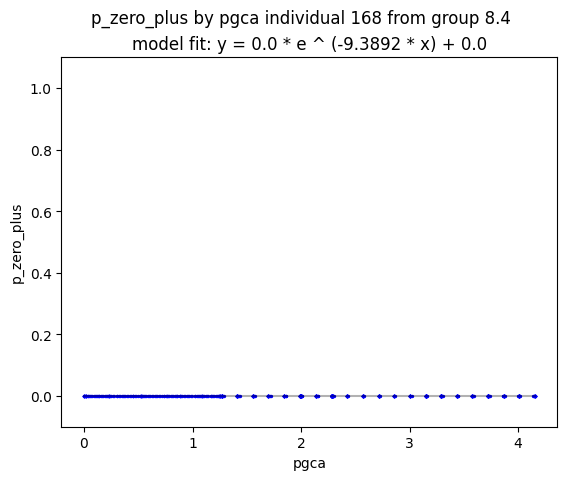 p_zero_plus by pgca individual 168 from group 8.4
model fit: y = 0.0 * e ^ (-9.3892 * x) + 0.0
1.0
0.8
0.6
0.4
0.2
0.0
p_zero_plus
0 1 2 3 4
pgca